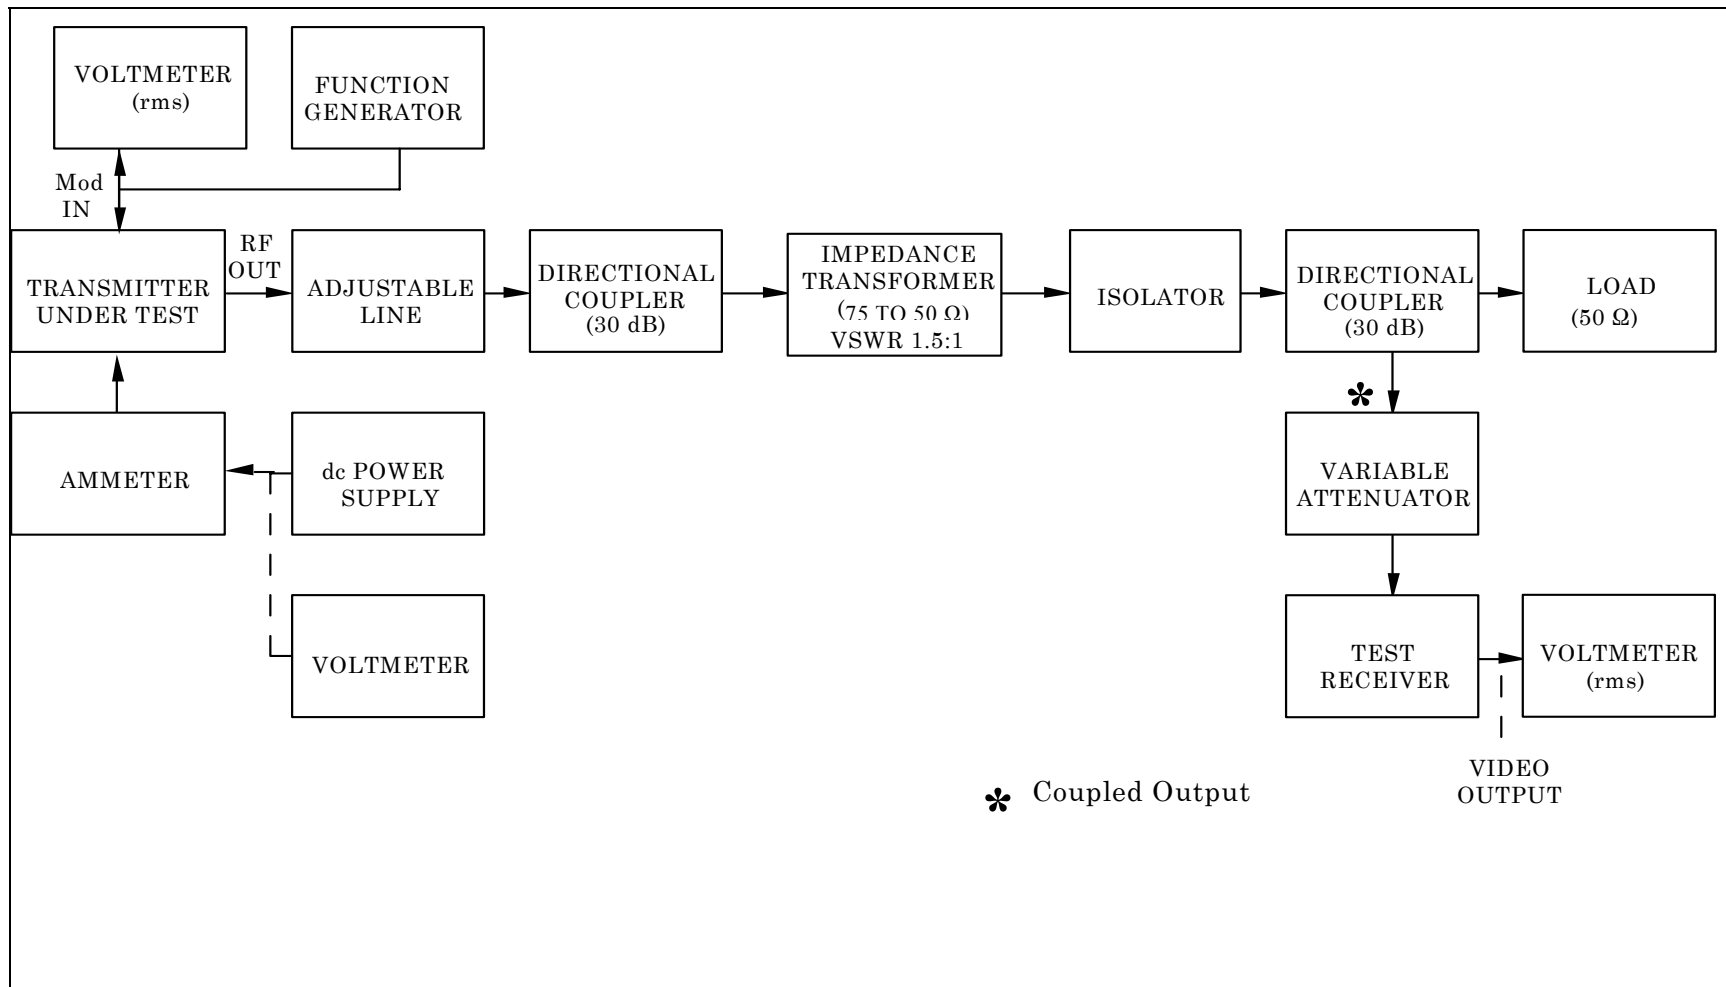 VOLTMETER
(rms)
FUNCTION
GENERATOR
Mod
IN
TRANSMITTER
UNDER TEST
RF
OUT
ADJUSTABLE
LINE
DIRECTIONAL
COUPLER
(30 dB)
IMPEDANCE
TRANSFORMER
(75 TO 50 Ω)
VSWR 1.5:1
ISOLATOR
DIRECTIONAL
COUPLER
(30 dB)
LOAD
(50 Ω)
*
AMMETER
dc POWER
SUPPLY
VARIABLE
ATTENUATOR
VOLTMETER
TEST
RECEIVER
VOLTMETER
(rms)
VIDEO
OUTPUT
* Coupled Output